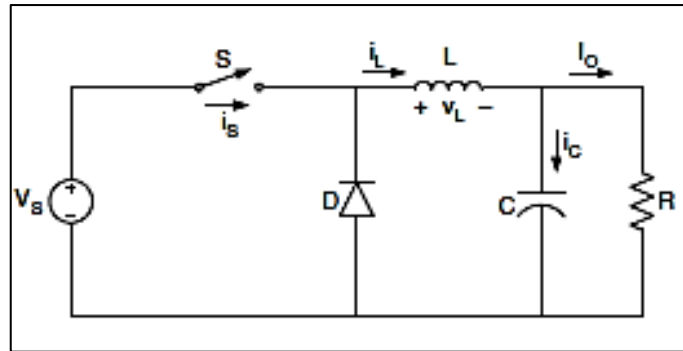 S i_L L I_O
i_S + v_L −
i_C
V_S + − D C R